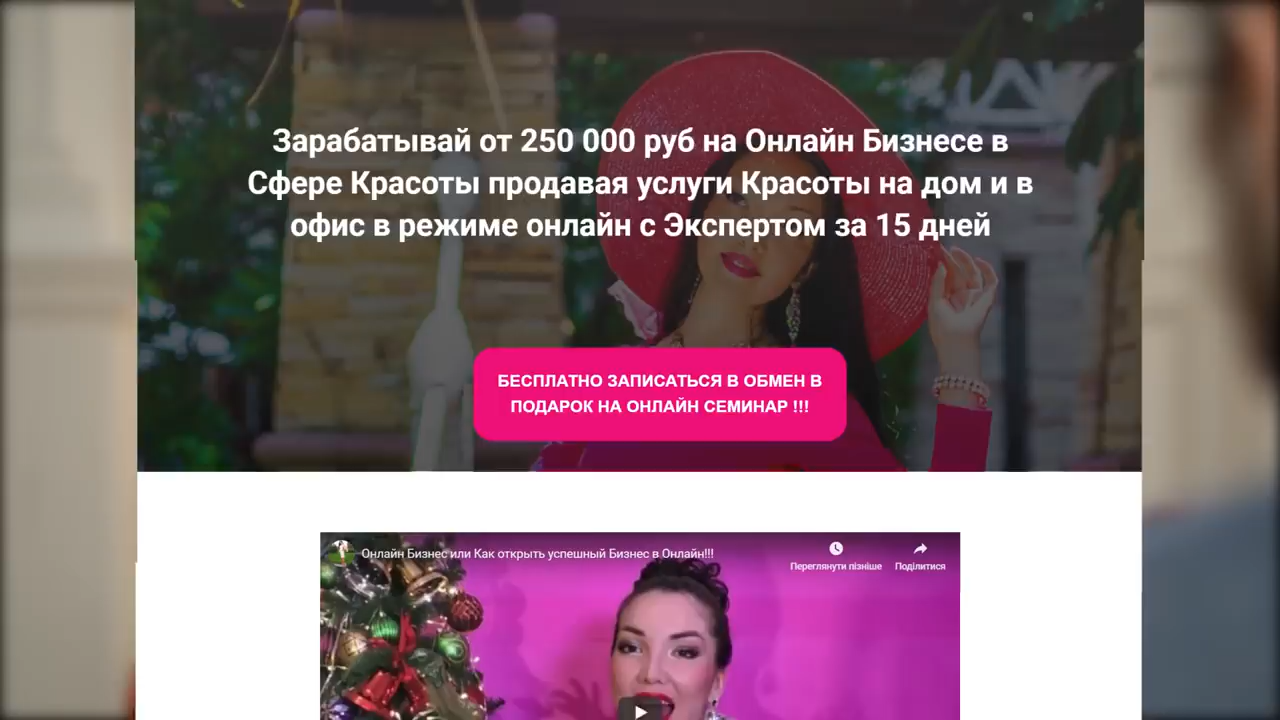 Зарабатывай от 250 000 руб на Онлайн Бизнесе в
Сфере Красоты продавая услуги Красоты на дом и в
офис в режиме онлайн с Экспертом за 15 дней
БЕСПЛАТНО ЗАПИСАТЬСЯ В ОБМЕН В
ПОДАРОК НА ОНЛАЙН СЕМИНАР !!!
Онлайн Бизнес или Как открыть успешный Бизнес в Онлайн!!!
Переглянути пізніше
Поділитися